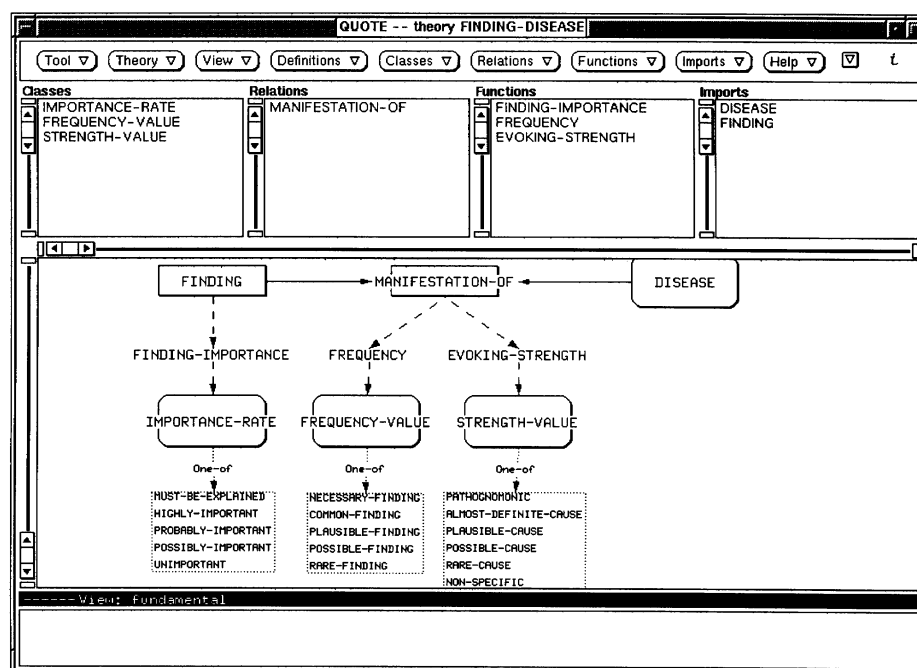 QUOTE -- theory FINDING-DISEASE
Tool Theory View Definitions Classes Relations Functions Imports Help i
Classes Relations Functions Imports
IMPORTANCE-RATE MANIFESTATION-OF FINDING-IMPORTANCE DISEASE
FREQUENCY-VALUE FREQUENCY FINDING
STRENGTH-VALUE EVOKING-STRENGTH
FINDING MANIFESTATION-OF DISEASE
FINDING-IMPORTANCE FREQUENCY EVOKING-STRENGTH
IMPORTANCE-RATE FREQUENCY-VALUE STRENGTH-VALUE
One-of One-of One-of
MUST-BE-EXPLAINED NECESSARY-FINDING PATHOGNOMONIC
HIGHLY-IMPORTANT COMMON-FINDING ALMOST-DEFINITE-CAUSE
PROBABLY-IMPORTANT PLAUSIBLE-FINDING PLAUSIBLE-CAUSE
POSSIBLY-IMPORTANT POSSIBLE-FINDING POSSIBLE-CAUSE
UNIMPORTANT RARE-FINDING RARE-CAUSE
NON-SPECIFIC
------View: fundamental